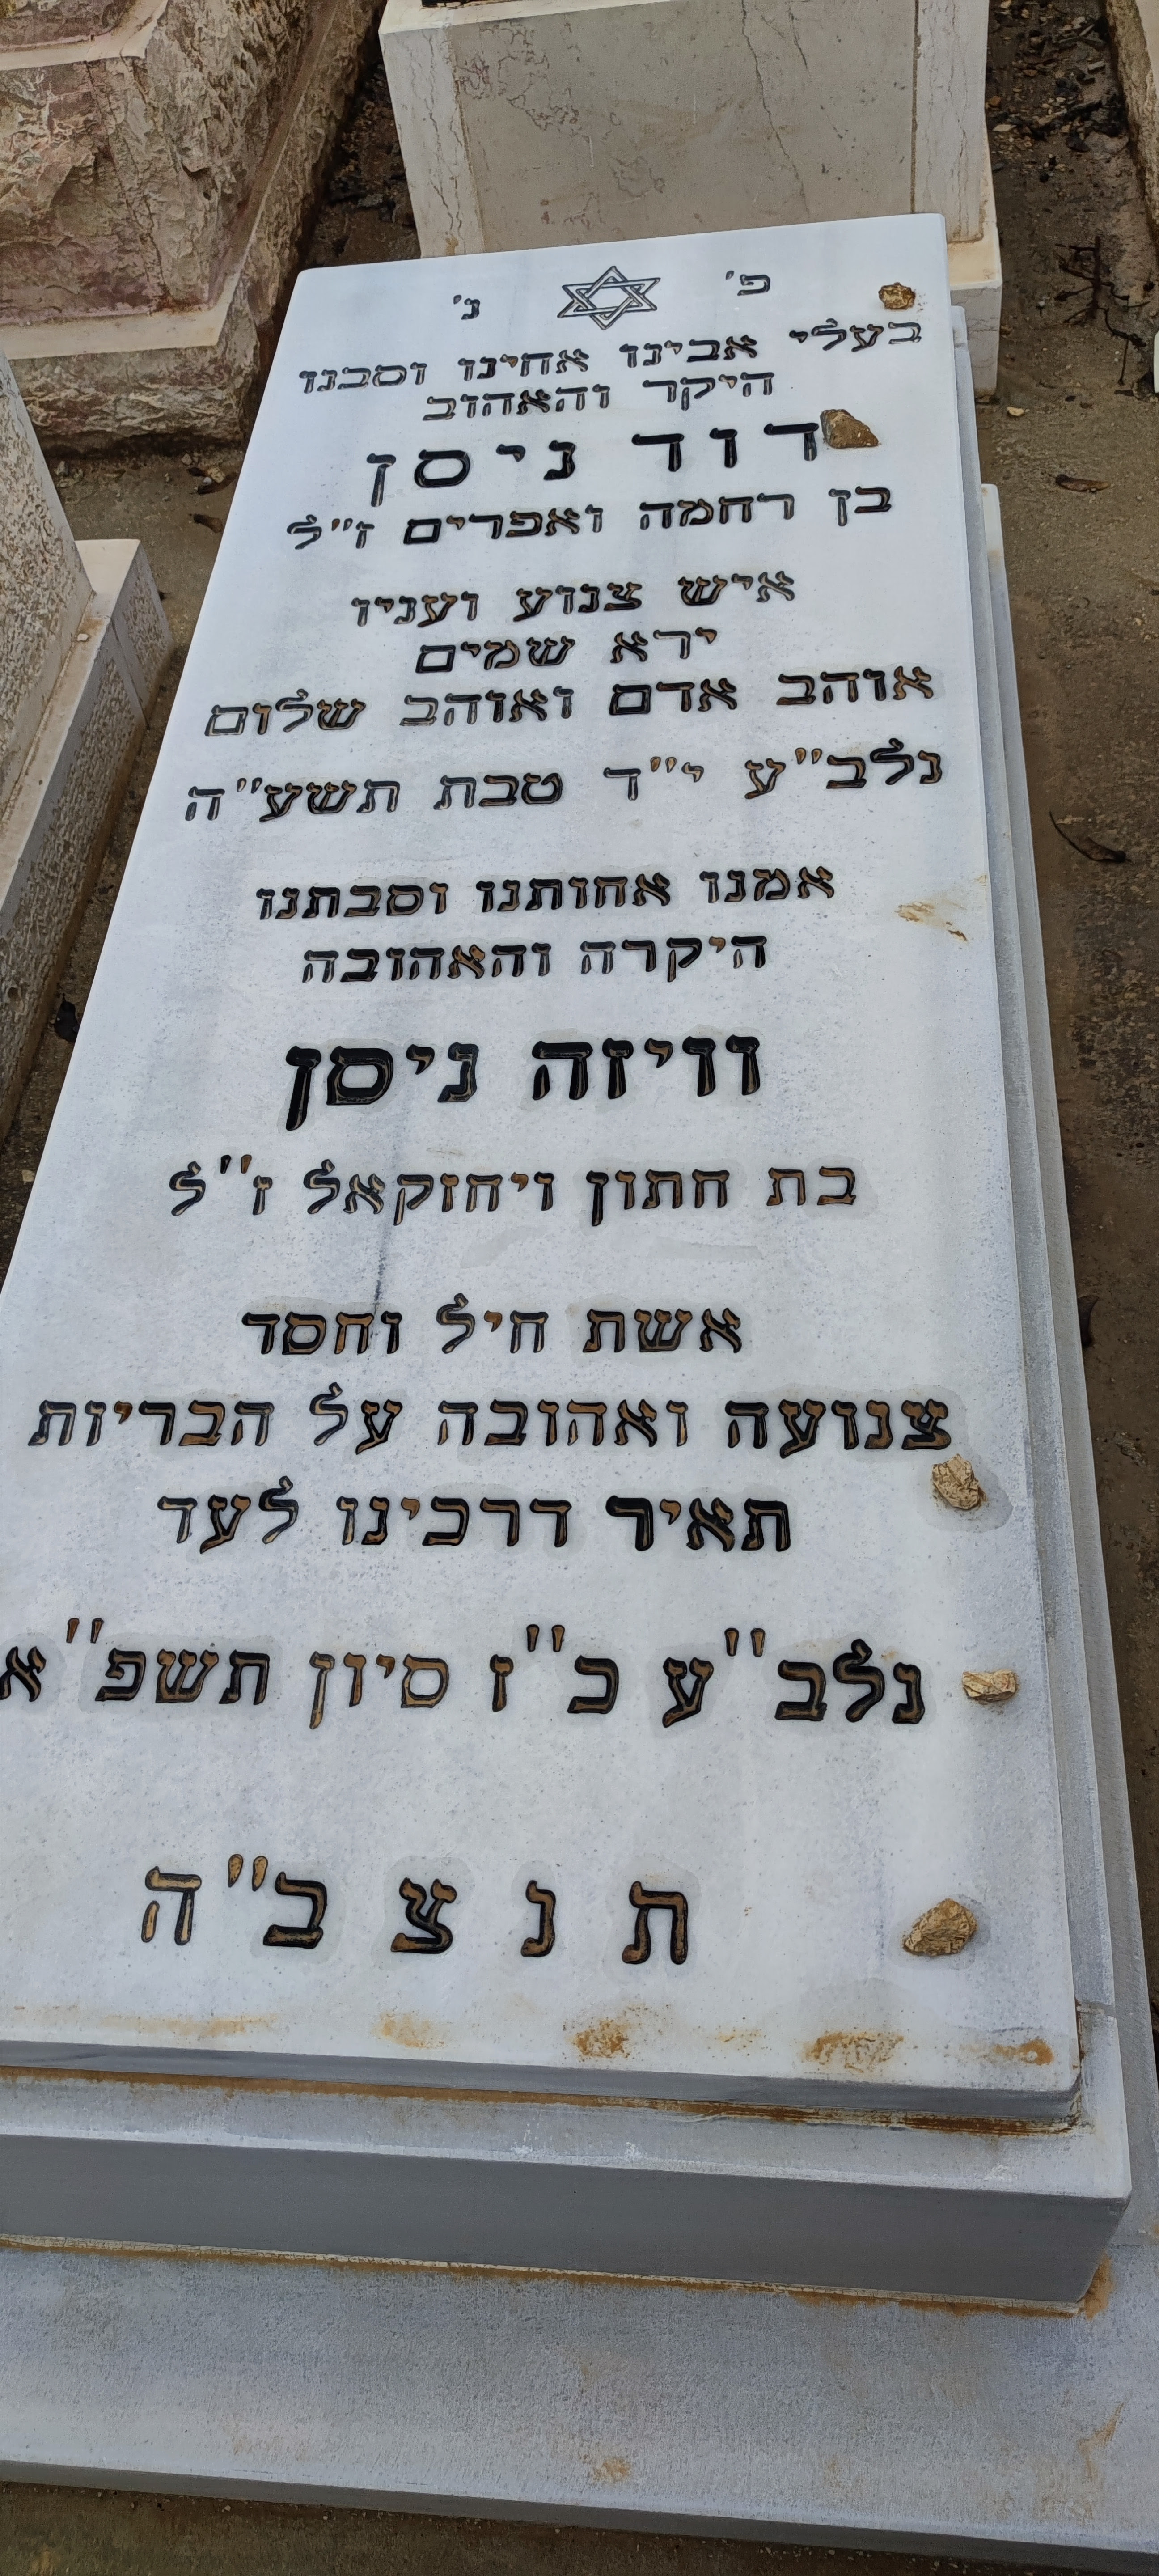 פ' נ'
בעלי אבינו אחינו וסבנו
היקר והאהוב
דוד ניסן
בן רחמה ואפרים ז"ל
איש צנוע ועניו
ירא שמים
אוהב אדם ואוהב שלום
נלב"ע י"ד טבת תשע"ה
אמנו אחותנו וסבתנו
היקרה והאהובה
וויזה ניסן
בת חתון ויחזקאל ז"ל
אשת חיל וחסד
צנועה ואהובה על הבריות
תאיר דרכינו לעד
נלב"ע כ"ז סיון תשפ"א
ת נ צ ב"ה